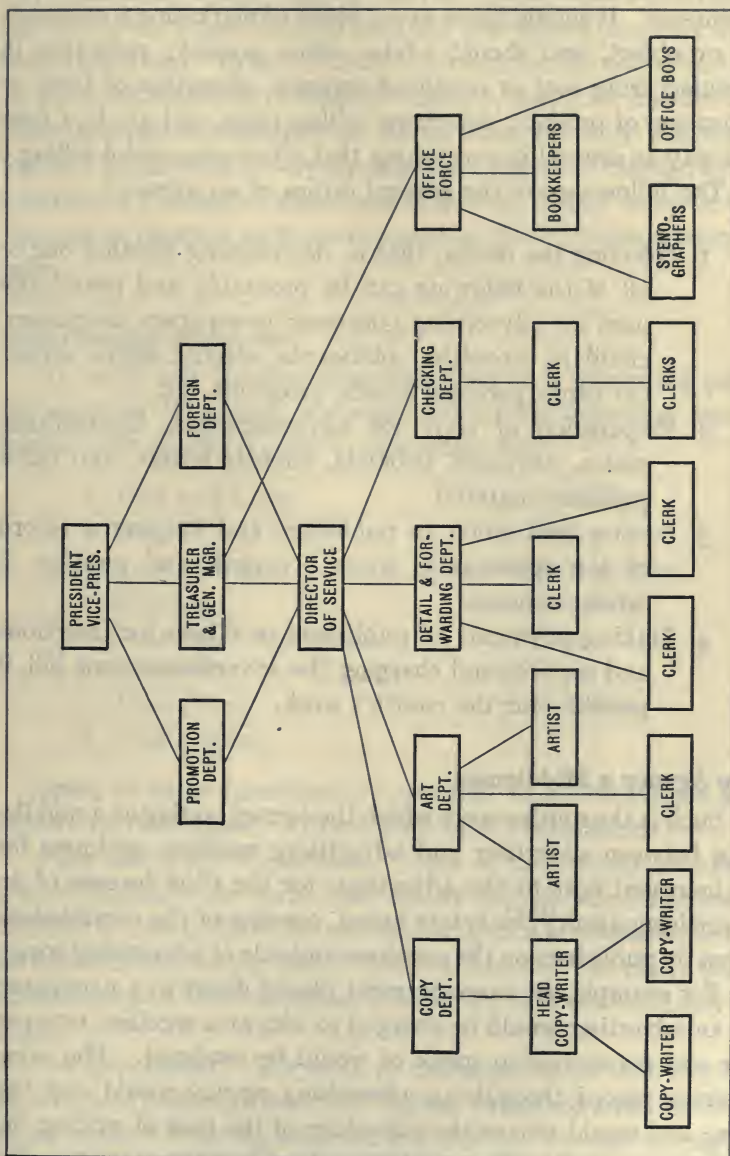 PRESIDENT
VICE-PRES.
PROMOTION
DEPT.
TREASURER
& GEN. MGR.
FOREIGN
DEPT.
DIRECTOR
OF SERVICE
COPY
DEPT.
ART
DEPT.
DETAIL & FOR-
WARDING DEPT.
CHECKING
DEPT.
OFFICE
FORCE
HEAD
COPY-WRITER
ARTIST
ARTIST
CLERK
CLERK
BOOKKEEPERS
COPY-WRITER
COPY-WRITER
CLERK
CLERK
CLERK
CLERKS
STENO-
GRAPHERS
OFFICE BOYS